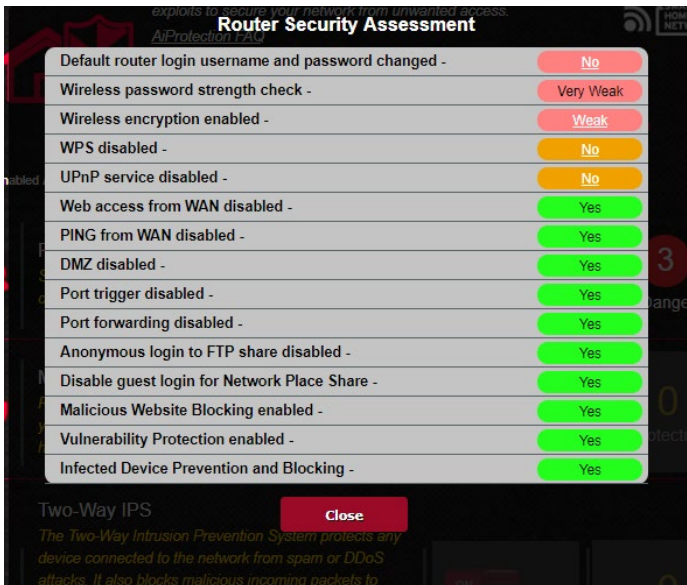 exploits to secure your network from unwanted access.
AiProtection FAQ
Router Security Assessment
Default router login username and password changed - No
Wireless password strength check - Very Weak
Wireless encryption enabled - Weak
WPS disabled - No
UPnP service disabled - No
Web access from WAN disabled - Yes
PING from WAN disabled - Yes
DMZ disabled - Yes
Port trigger disabled - Yes
Port forwarding disabled - Yes
Anonymous login to FTP share disabled - Yes
Disable guest login for Network Place Share - Yes
Malicious Website Blocking enabled - Yes
Vulnerability Protection enabled - Yes
Infected Device Prevention and Blocking - Yes
3
0
Two-Way IPS
Close
The Two-Way Intrusion Prevention System protects any
device connected to the network from spam or DDoS
attacks. It also blocks malicious incoming packets to
ON